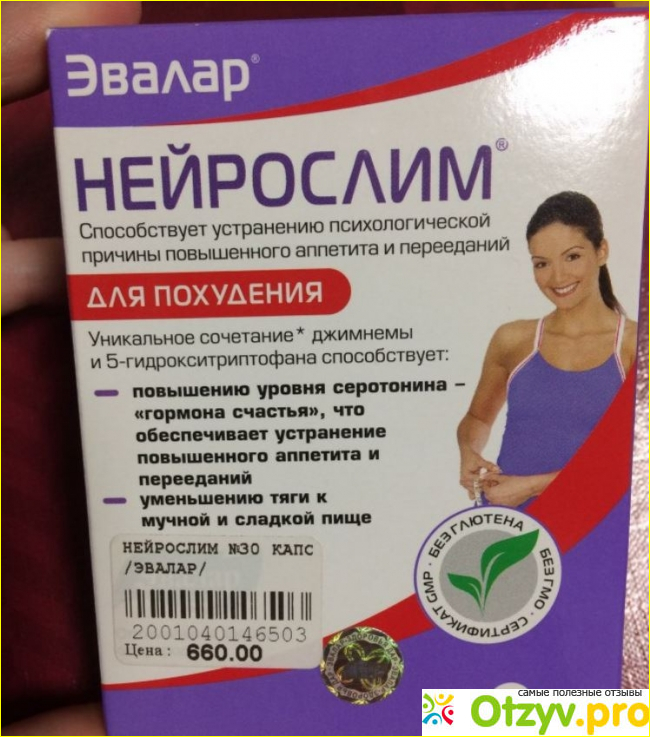 Эвалар®
НЕЙРОСЛИМ®
Способствует устранению психологической
причины повышенного аппетита и перееданий
ДЛЯ ПОХУДЕНИЯ
Уникальное сочетание* джимнемы
и 5-гидрокситриптофана способствует:
– повышению уровня серотонина –
«гормона счастья», что
обеспечивает устранение
повышенного аппетита и
перееданий
– уменьшению тяги к
мучной и сладкой пище
БЕЗ ГЛЮТЕНА · БЕЗ ГМО · СЕРТИФИКАТ GMP ·
НЕЙРОСЛИМ №30 КАПС
/ЭВАЛАР/
2001040146503
Цена: 660.00
самые полезные отзывы
Otzyv.pro